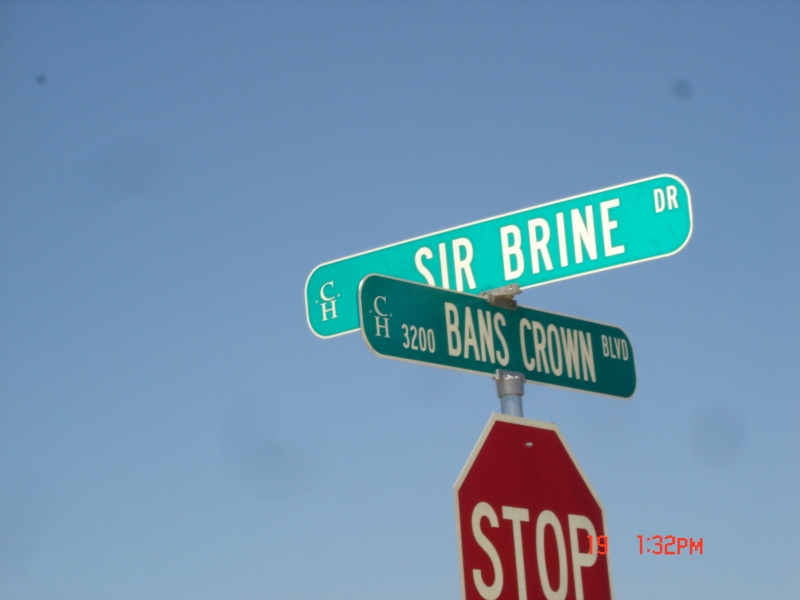 C H SIR BRINE DR
C H 3200 BANS CROWN BLVD
STOP
19 1:32PM